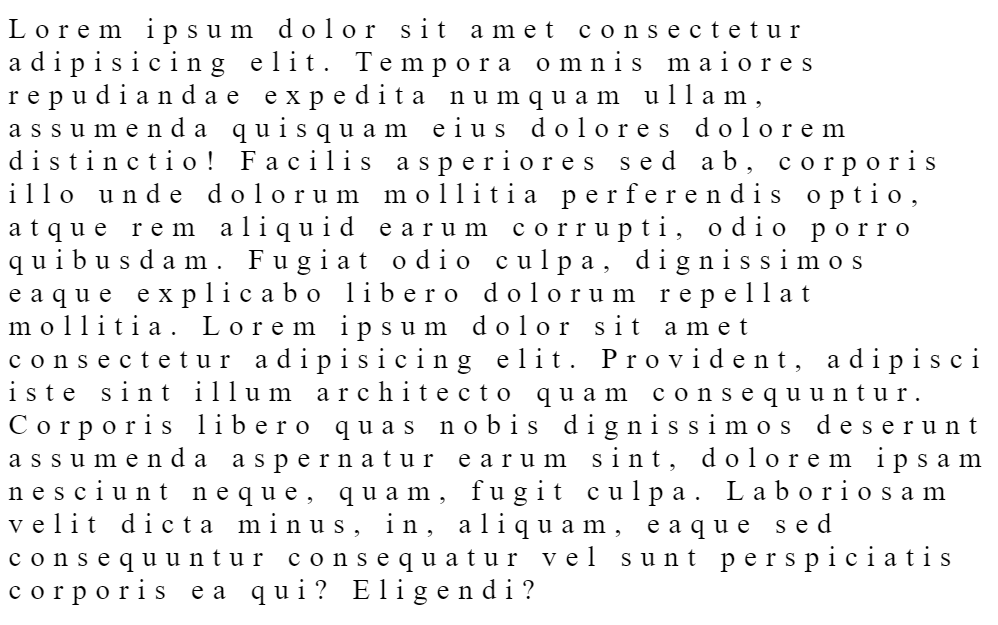 Lorem ipsum dolor sit amet consectetur
adipisicing elit. Tempora omnis maiores
repudiandae expedita numquam ullam,
assumenda quisquam eius dolores dolorem
distinctio! Facilis asperiores sed ab, corporis
illo unde dolorum mollitia perferendis optio,
atque rem aliquid earum corrupti, odio porro
quibusdam. Fugiat odio culpa, dignissimos
eaque explicabo libero dolorum repellat
mollitia. Lorem ipsum dolor sit amet
consectetur adipisicing elit. Provident, adipisci
iste sint illum architecto quam consequuntur.
Corporis libero quas nobis dignissimos deserunt
assumenda aspernatur earum sint, dolorem ipsam
nesciunt neque, quam, fugit culpa. Laboriosam
velit dicta minus, in, aliquam, eaque sed
consequuntur consequatur vel sunt perspiciatis
corporis ea qui? Eligendi?